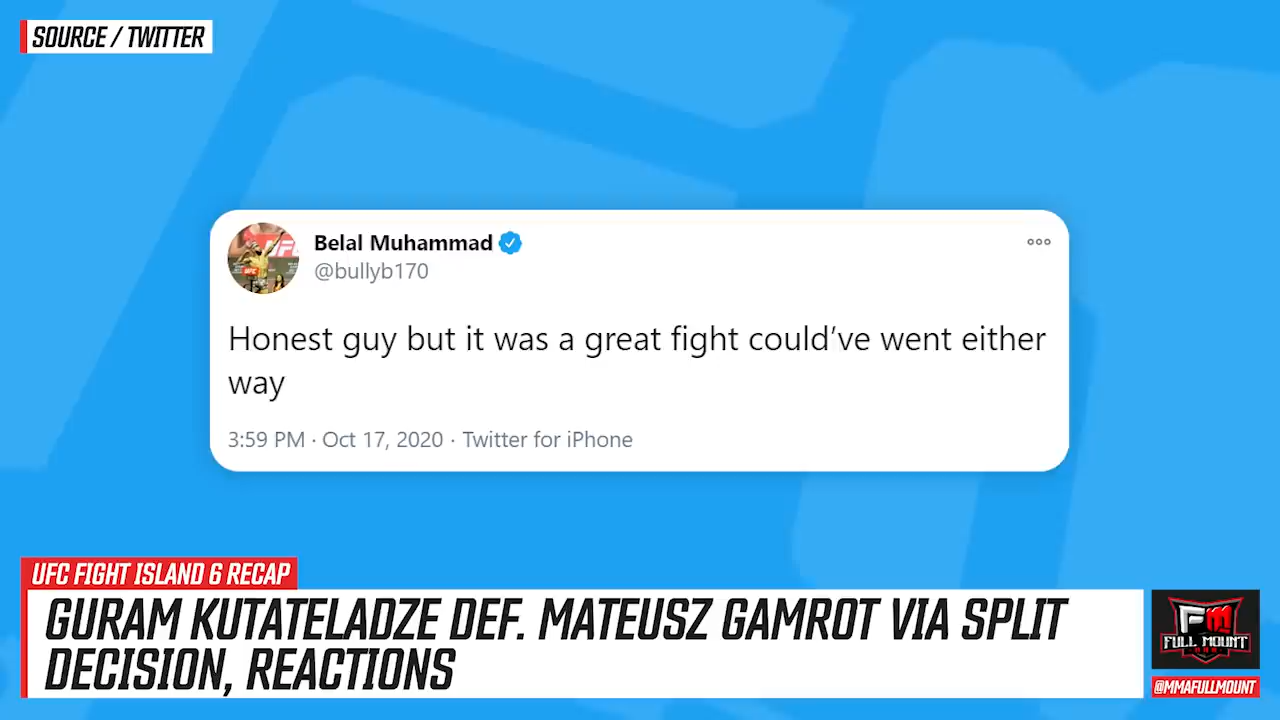 SOURCE / TWITTER
Belal Muhammad
@bullyb170
Honest guy but it was a great fight could've went either
way
3:59 PM · Oct 17, 2020 · Twitter for iPhone
UFC FIGHT ISLAND 6 RECAP
GURAM KUTATELADZE DEF. MATEUSZ GAMROT VIA SPLIT
DECISION, REACTIONS
FM
FULL MOUNT
MMA
@MMAFULLMOUNT